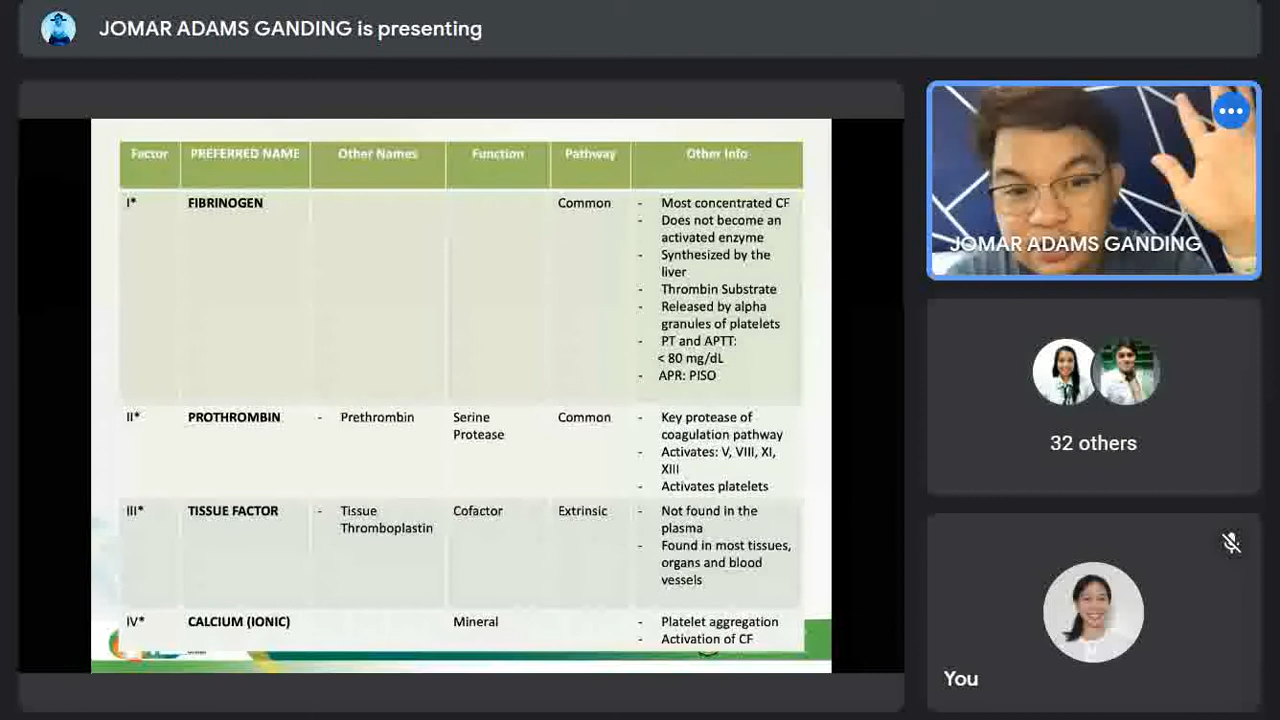 JOMAR ADAMS GANDING is presenting
Factor PREFERRED NAME Other Names Function Pathway Other Info
I* FIBRINOGEN Common - Most concentrated CF
- Does not become an
activated enzyme
- Synthesized by the
liver
- Thrombin Substrate
- Released by alpha
granules of platelets
- PT and APTT:
< 80 mg/dL
- APR: PISO
II* PROTHROMBIN - Prethrombin Serine Common - Key protease of
Protease coagulation pathway
- Activates: V, VIII, XI,
XIII
- Activates platelets
III* TISSUE FACTOR - Tissue Cofactor Extrinsic - Not found in the
Thromboplastin plasma
- Found in most tissues,
organs and blood
vessels
IV* CALCIUM (IONIC) Mineral - Platelet aggregation
- Activation of CF
JOMAR ADAMS GANDING
32 others
You